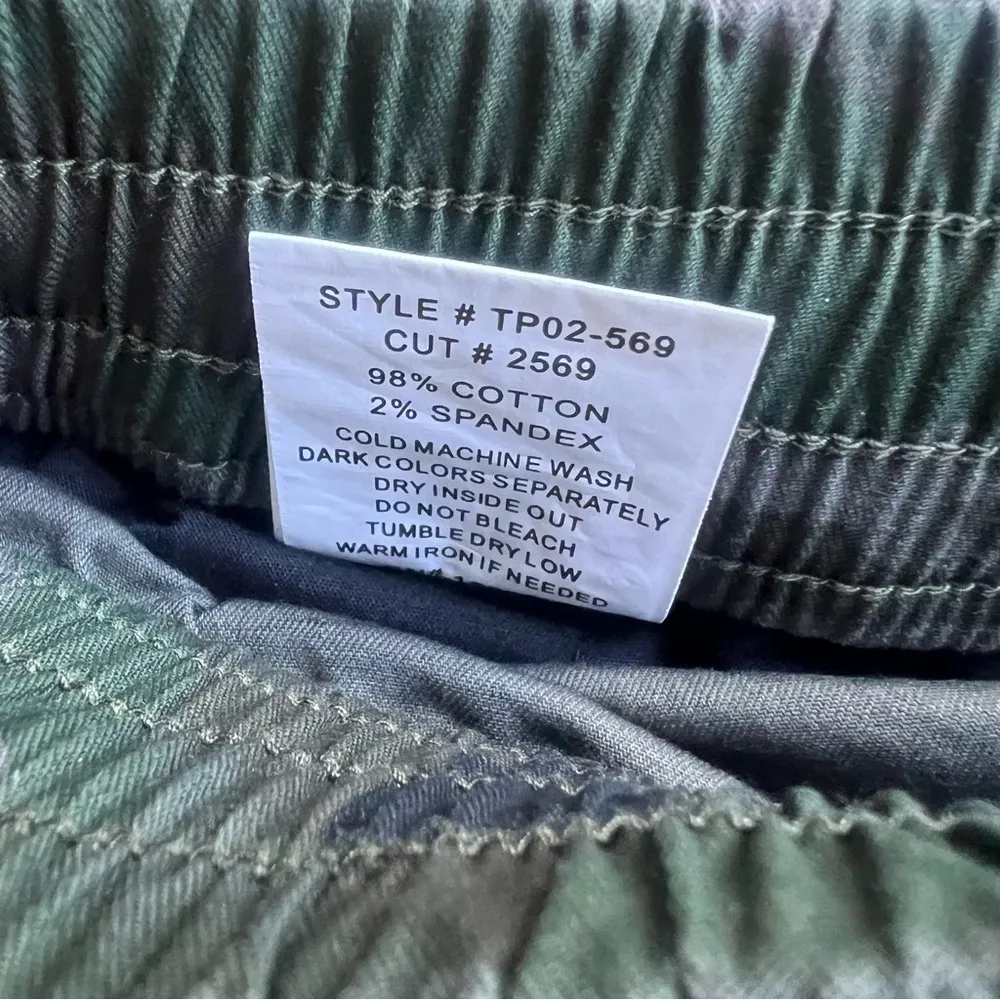 STYLE # TP02-569
CUT # 2569
98% COTTON
2% SPANDEX
COLD MACHINE WASH
DARK COLORS SEPARATELY
DRY INSIDE OUT
DO NOT BLEACH
TUMBLE DRY LOW
WARM IRON IF NEEDED